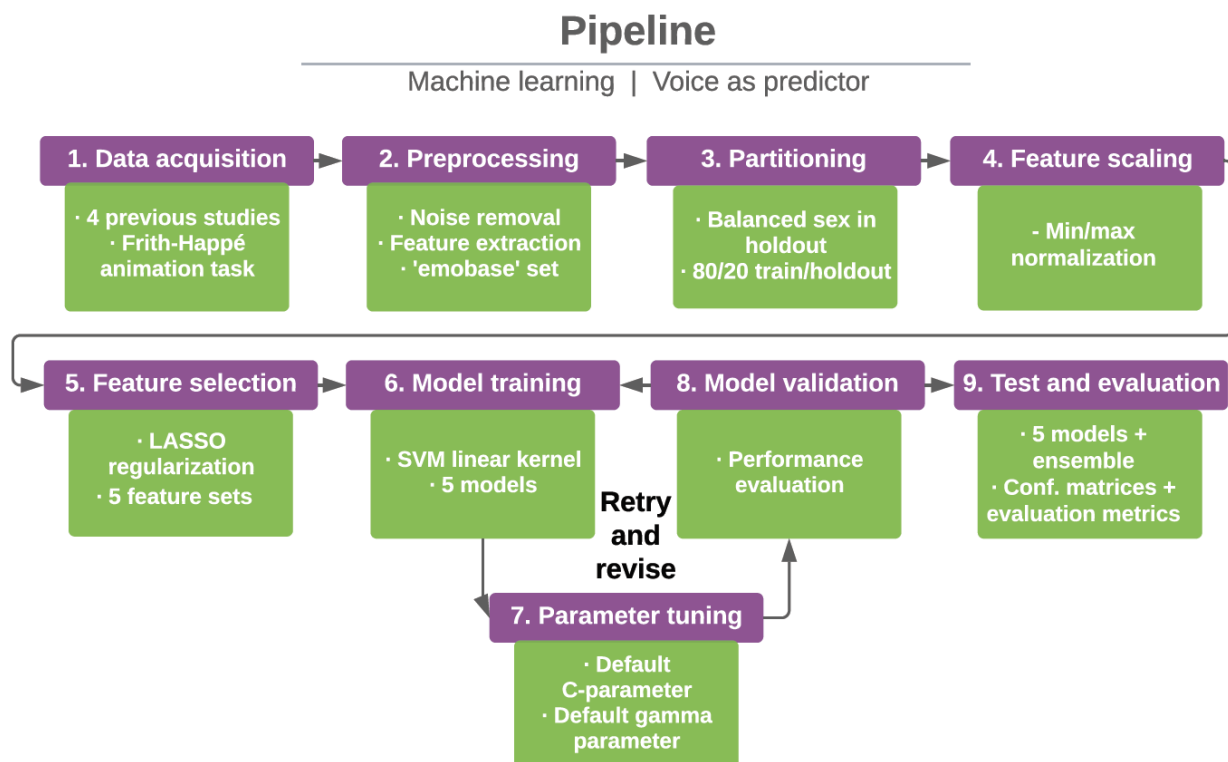 Pipeline
Machine learning | Voice as predictor
1. Data acquisition
· 4 previous studies
· Frith-Happé
animation task
2. Preprocessing
· Noise removal
· Feature extraction
· 'emobase' set
3. Partitioning
· Balanced sex in
holdout
· 80/20 train/holdout
4. Feature scaling
- Min/max
normalization
5. Feature selection
· LASSO
regularization
· 5 feature sets
6. Model training
· SVM linear kernel
· 5 models
8. Model validation
· Performance
evaluation
9. Test and evaluation
· 5 models +
ensemble
· Conf. matrices +
evaluation metrics
Retry
and
revise
7. Parameter tuning
· Default
C-parameter
· Default gamma
parameter